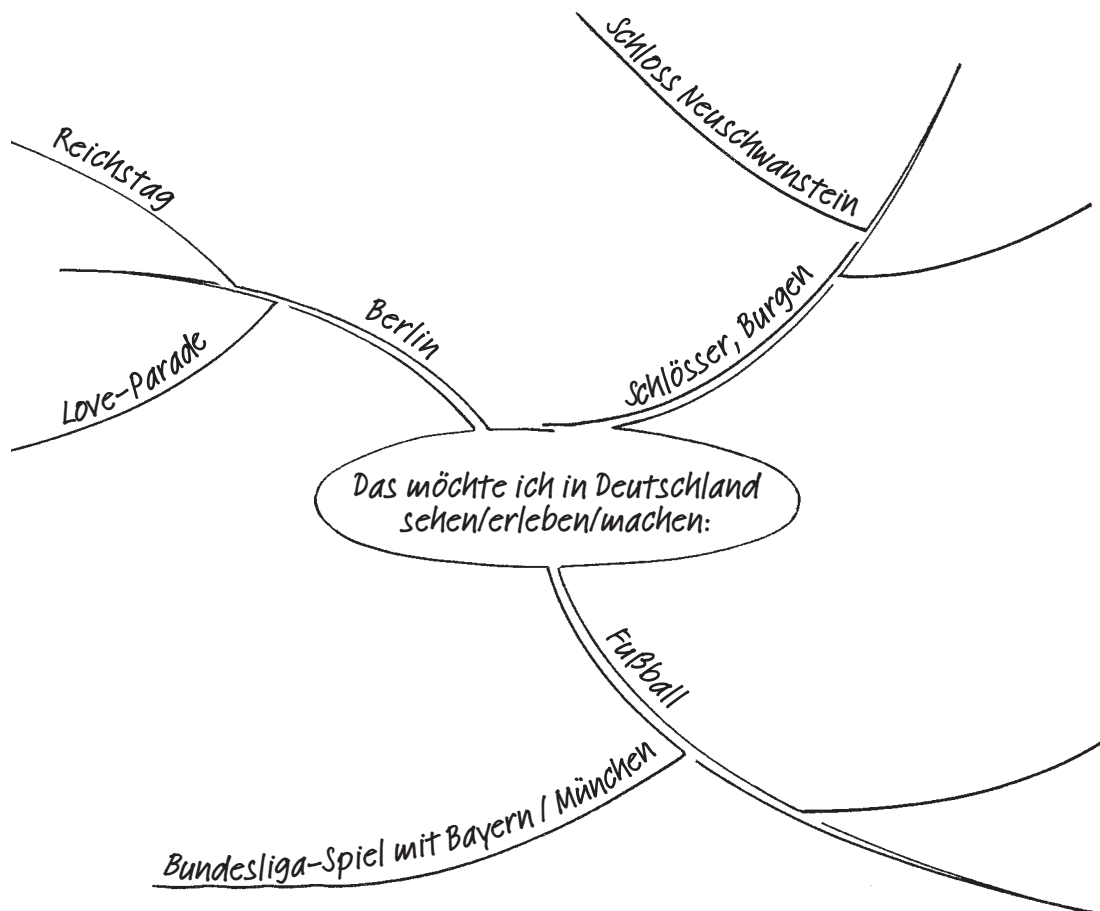 Schloss Neuschwanstein
Reichstag
Berlin
Schlösser, Burgen
Love-Parade
Das möchte ich in Deutschland
sehen/erleben/machen:
Fußball
Bundesliga-Spiel mit Bayern / München